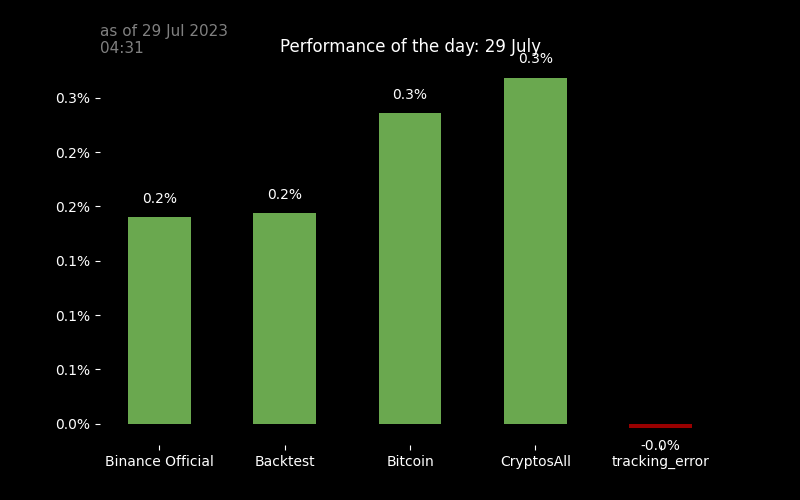 as of 29 Jul 2023
04:31
Performance of the day: 29 July
0.3%
0.3%
0.3%
0.2%
0.2%
0.2%
0.2%
0.1%
0.1%
0.1%
0.0%
-0.0%
Binance Official
Backtest
Bitcoin
CryptosAll
tracking_error